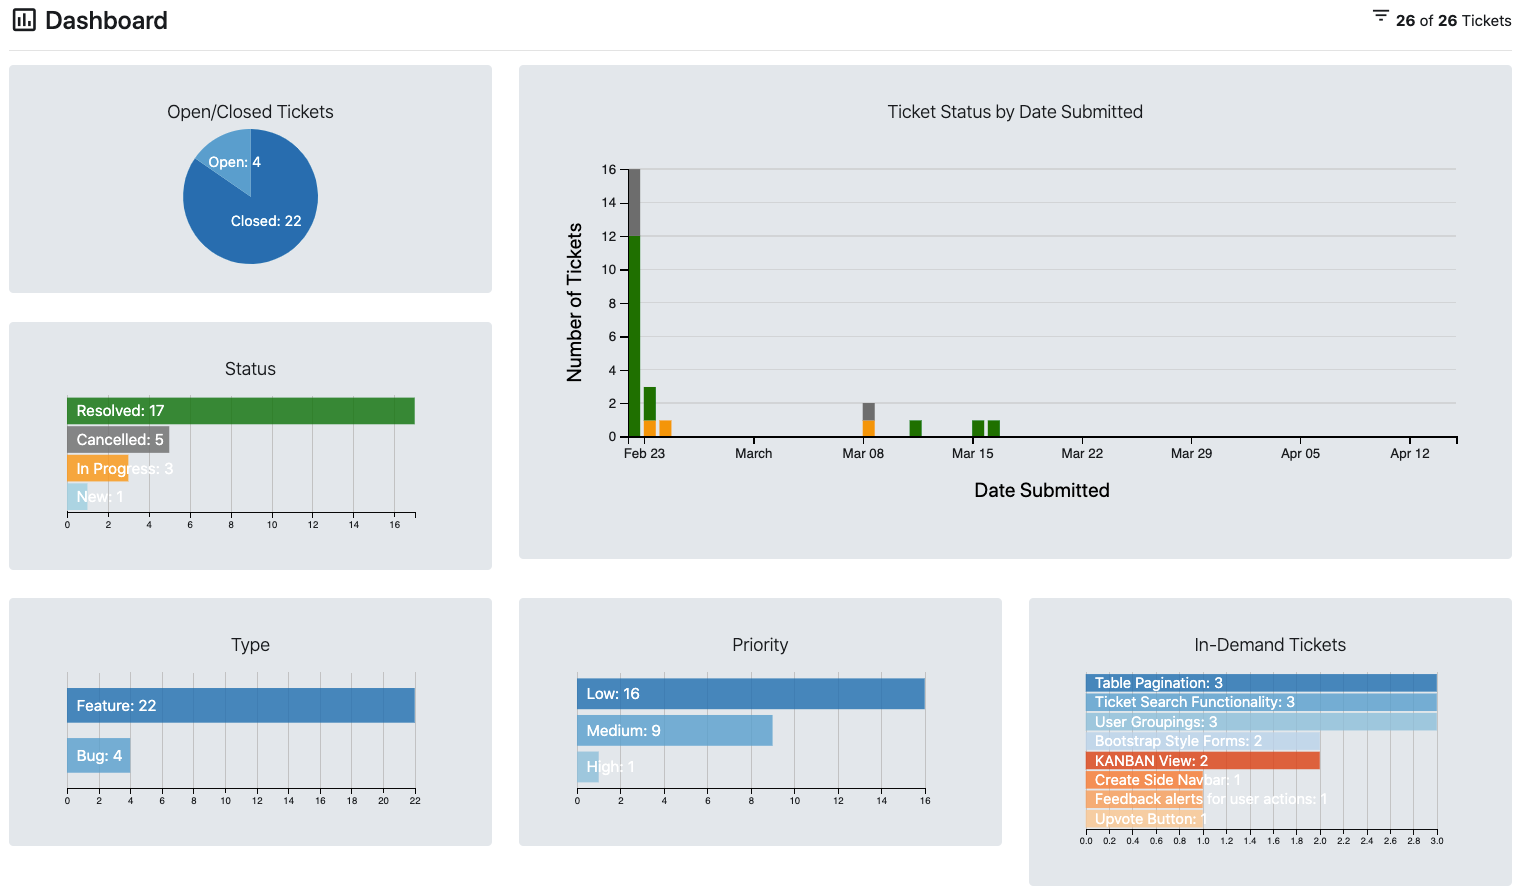 Dashboard
26 of 26 Tickets
Open/Closed Tickets
Open: 4
Closed: 22
Status
Resolved: 17
Cancelled: 5
In Progress: 3
New: 1
0 2 4 6 8 10 12 14 16
Ticket Status by Date Submitted
Number of Tickets
16
14
12
10
8
6
4
2
0
Feb 23 March Mar 08 Mar 15 Mar 22 Mar 29 Apr 05 Apr 12
Date Submitted
Type
Feature: 22
Bug: 4
0 2 4 6 8 10 12 14 16 18 20 22
Priority
Low: 16
Medium: 9
High: 1
0 2 4 6 8 10 12 14 16
In-Demand Tickets
Table Pagination: 3
Ticket Search Functionality: 3
User Groupings: 3
Bootstrap Style Forms: 2
KANBAN View: 2
Create Side Navbar: 1
Feedback alerts for user actions: 1
Upvote Button: 1
0.0 0.2 0.4 0.6 0.8 1.0 1.2 1.4 1.6 1.8 2.0 2.2 2.4 2.6 2.8 3.0